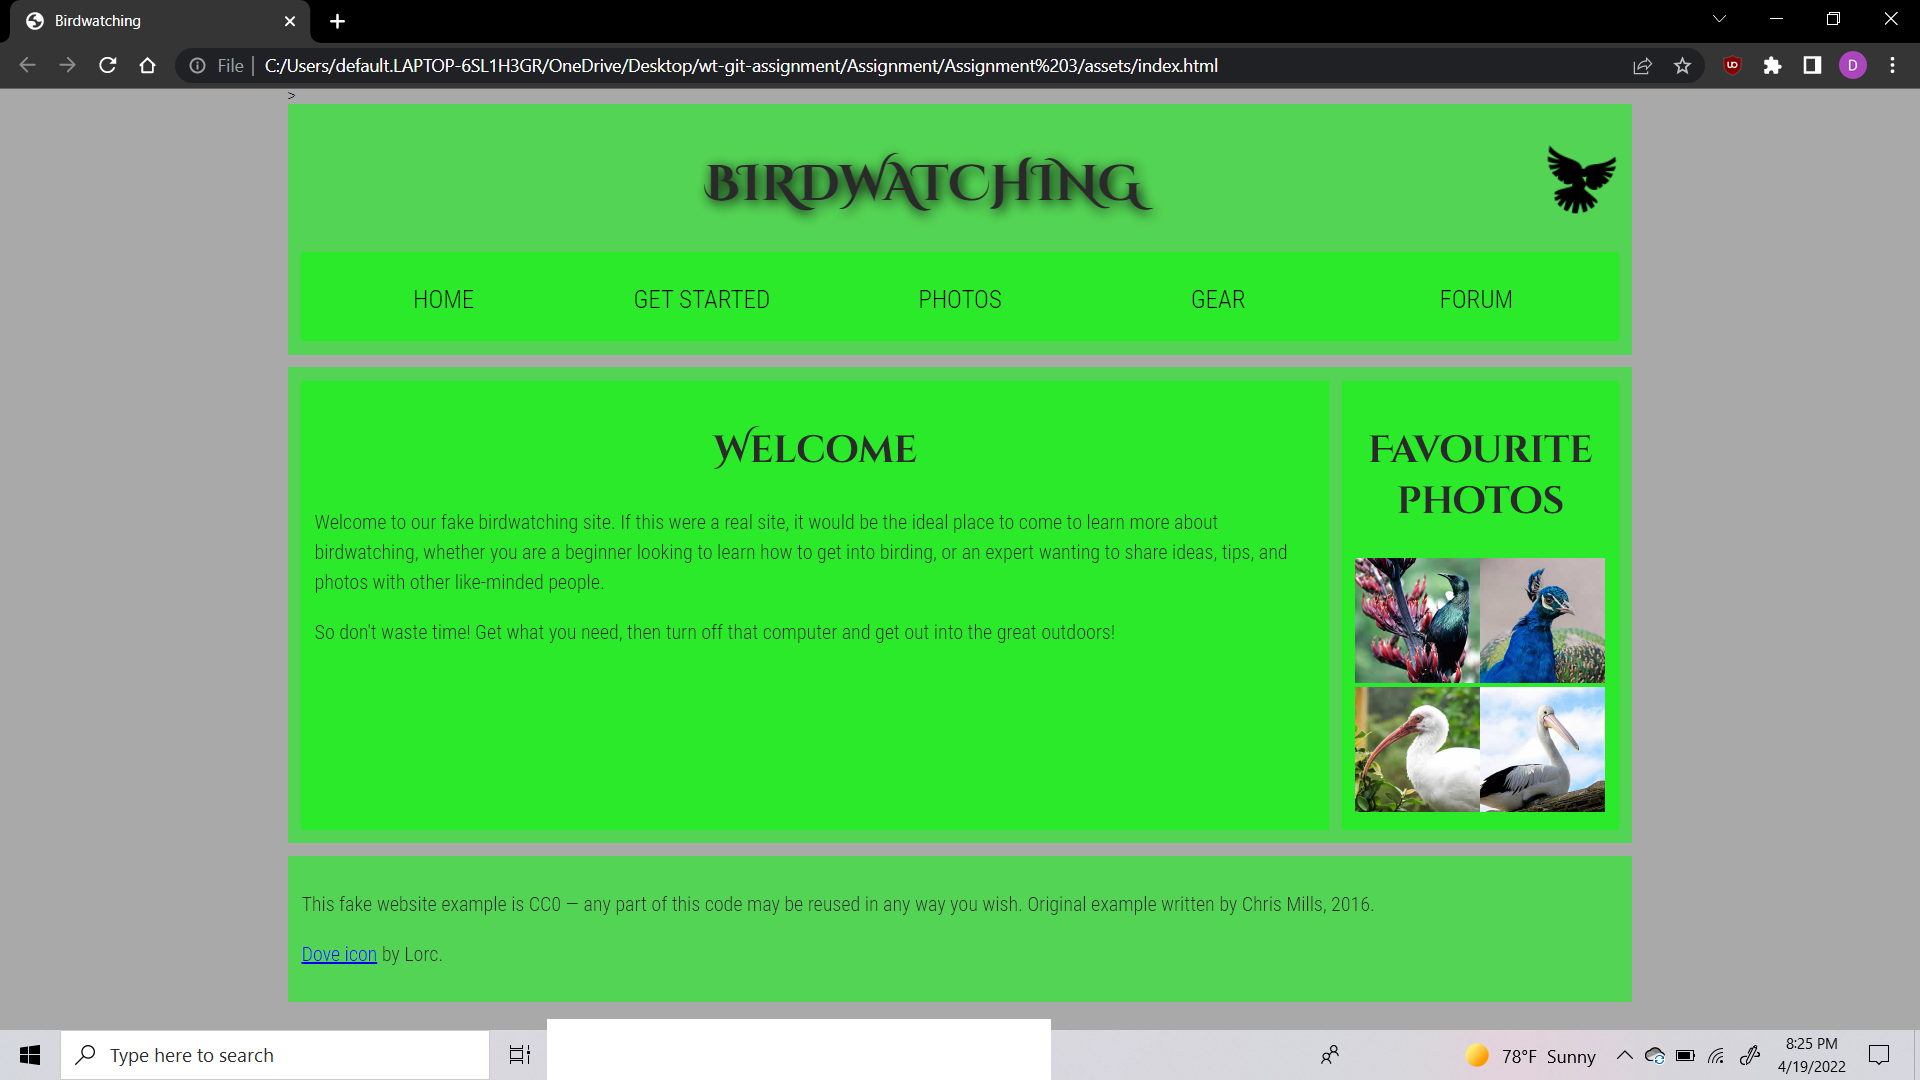 Birdwatching
File
C:/Users/default.LAPTOP-6SL1H3GR/OneDrive/Desktop/wt-git-assignment/Assignment/Assignment%203/assets/index.html
D
>
BIRDWATCHING
HOME GET STARTED PHOTOS GEAR FORUM
Welcome
Welcome to our fake birdwatching site. If this were a real site, it would be the ideal place to come to learn more about
birdwatching, whether you are a beginner looking to learn how to get into birding, or an expert wanting to share ideas, tips, and
photos with other like-minded people.
So don't waste time! Get what you need, then turn off that computer and get out into the great outdoors!
Favourite
photos
This fake website example is CC0 — any part of this code may be reused in any way you wish. Original example written by Chris Mills, 2016.
Dove icon by Lorc.
Type here to search
78°F Sunny
8:25 PM
4/19/2022